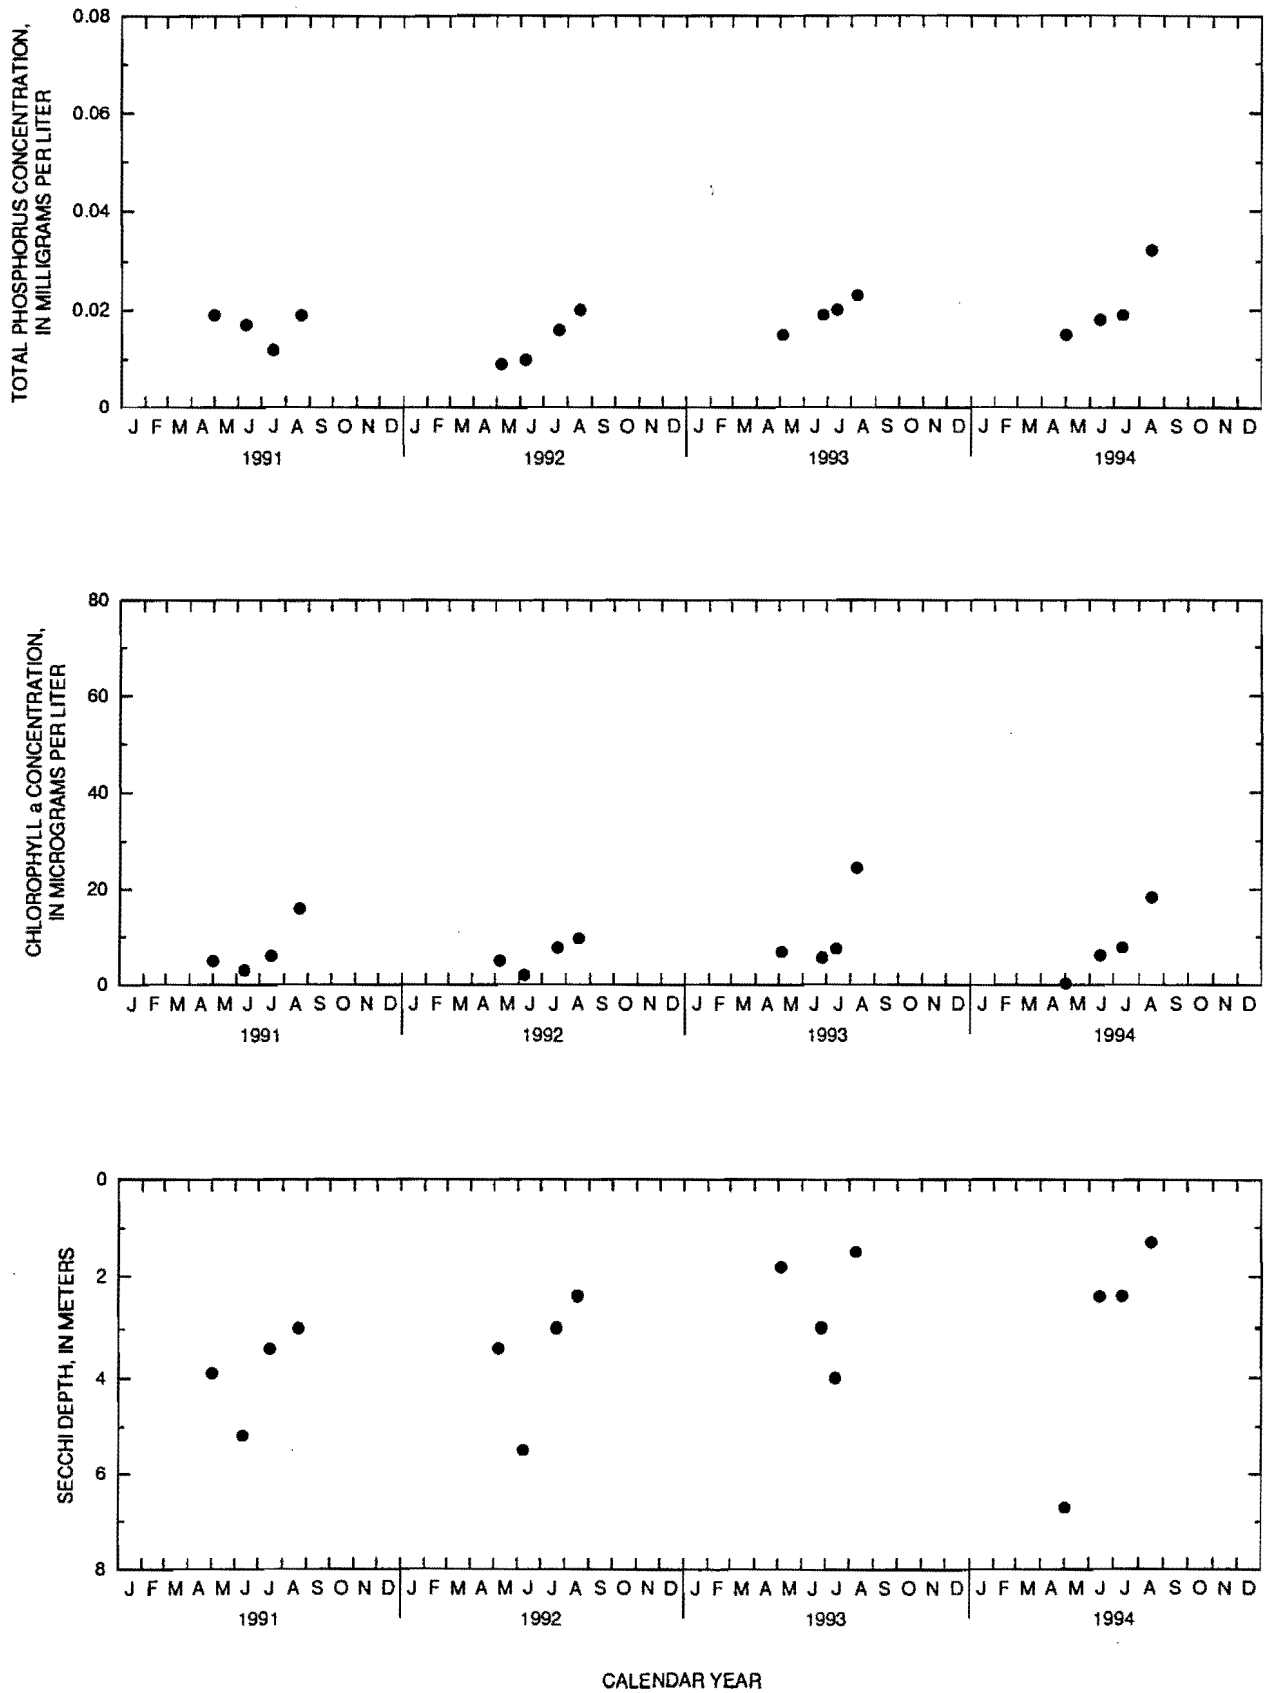 TOTAL PHOSPHORUS CONCENTRATION,
IN MILLIGRAMS PER LITER
0.08
0.06
0.04
0.02
0
J F M A M J J A S O N D J F M A M J J A S O N D J F M A M J J A S O N D J F M A M J J A S O N D
1991 1992 1993 1994
CHLOROPHYLL a CONCENTRATION,
IN MICROGRAMS PER LITER
80
60
40
20
0
J F M A M J J A S O N D J F M A M J J A S O N D J F M A M J J A S O N D J F M A M J J A S O N D
1991 1992 1993 1994
SECCHI DEPTH, IN METERS
0
2
4
6
8
J F M A M J J A S O N D J F M A M J J A S O N D J F M A M J J A S O N D J F M A M J J A S O N D
1991 1992 1993 1994
CALENDAR YEAR